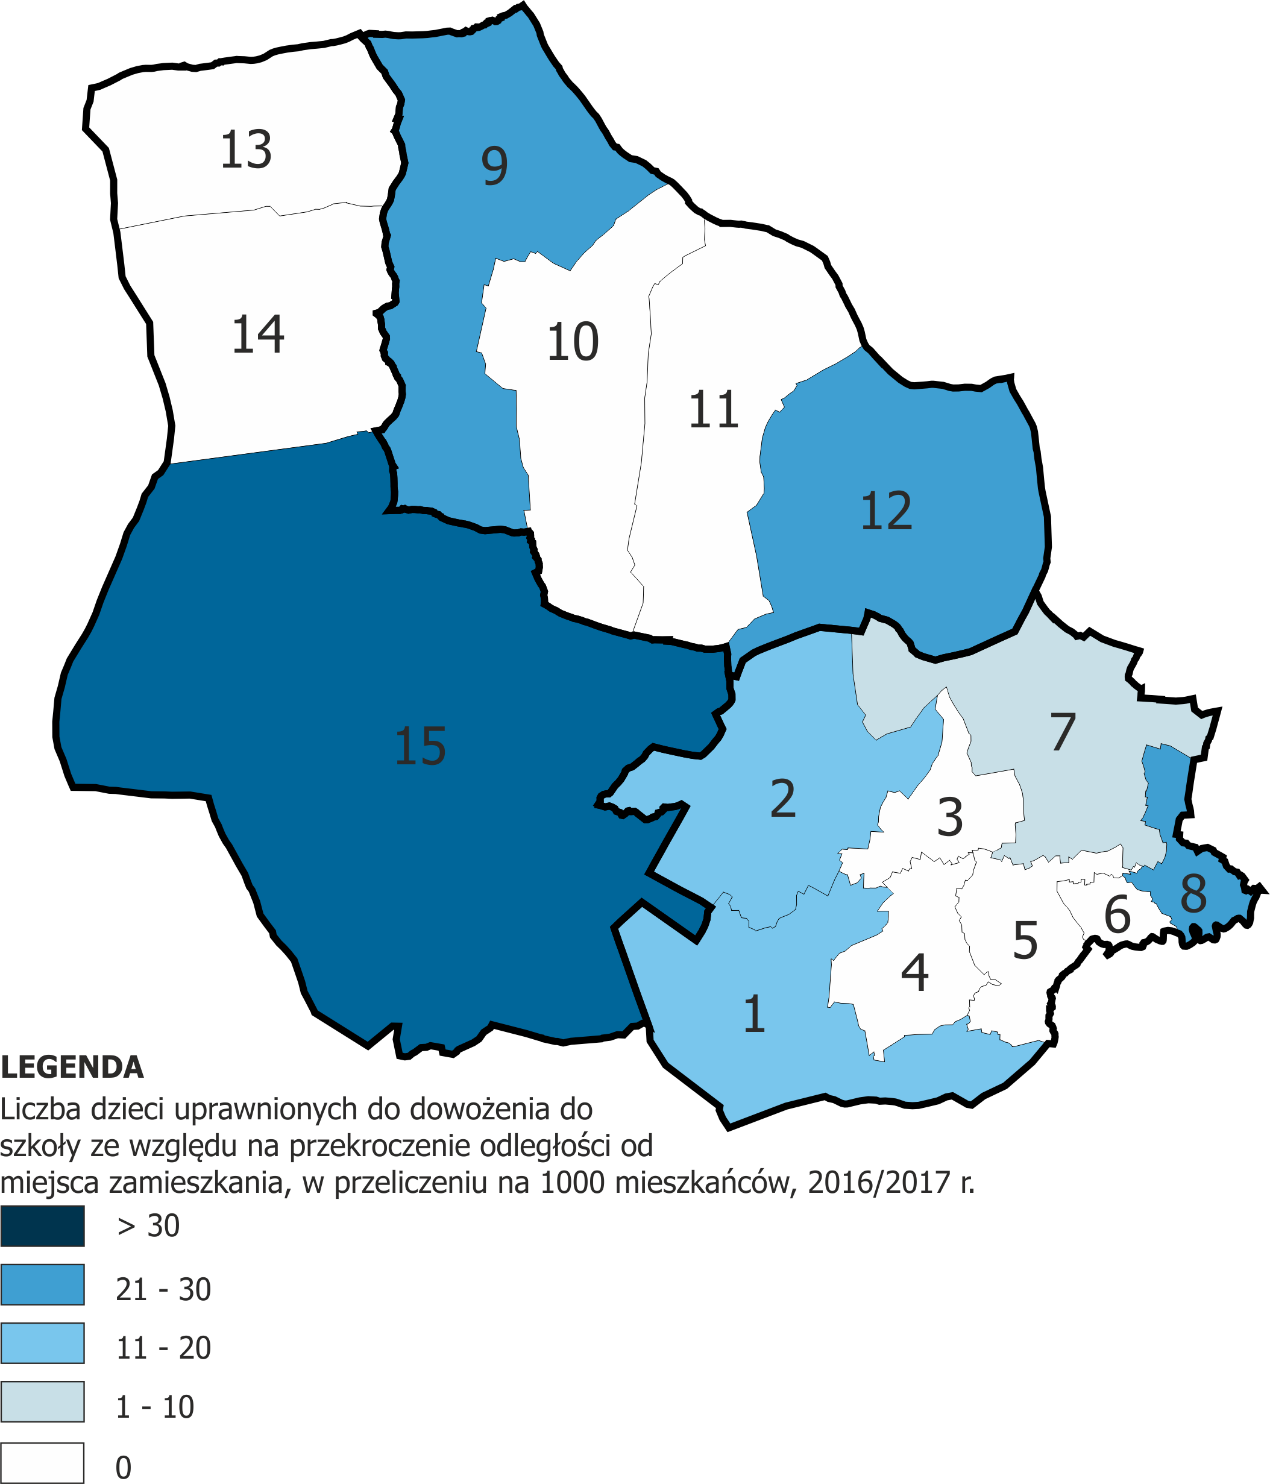 13
9
14
10
11
12
15
7
2
3
8
6
5
4
1
LEGENDA
Liczba dzieci uprawnionych do dowożenia do
szkoły ze względu na przekroczenie odległości od
miejsca zamieszkania, w przeliczeniu na 1000 mieszkańców, 2016/2017 r.
> 30
21 - 30
11 - 20
1 - 10
0